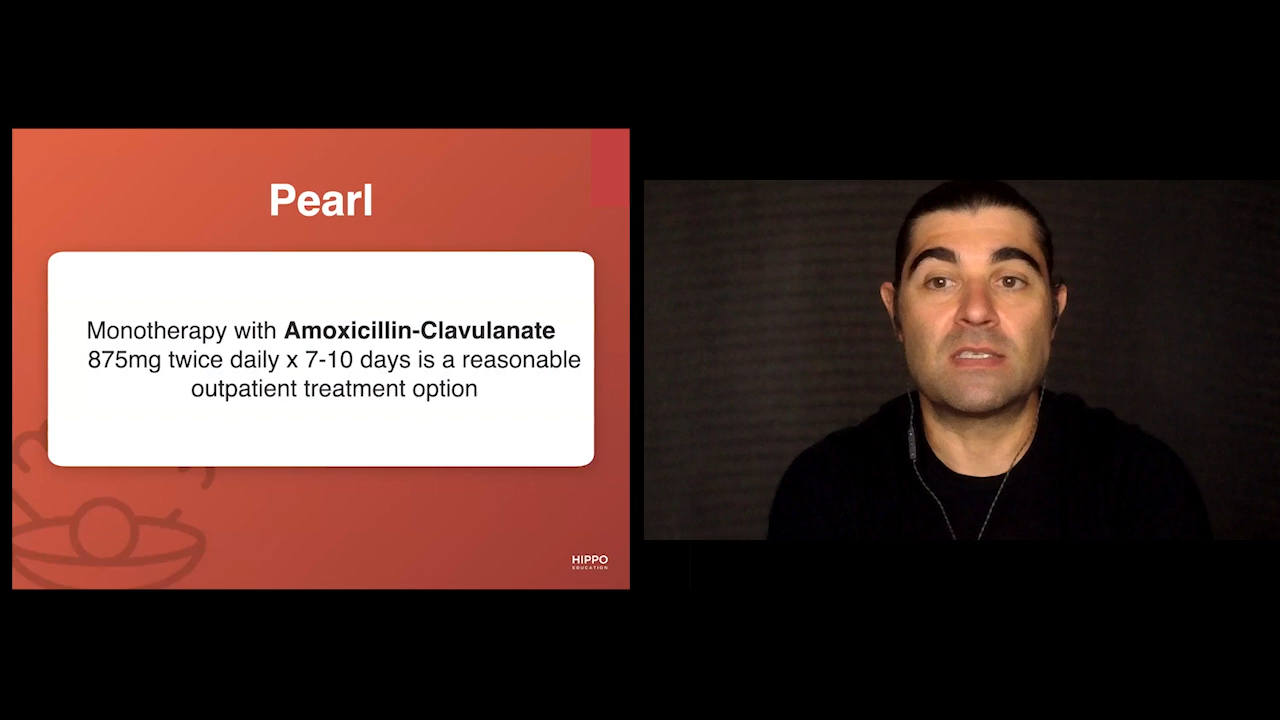 Pearl
Monotherapy with Amoxicillin-Clavulanate
875mg twice daily x 7-10 days is a reasonable
outpatient treatment option
HIPPO
EDUCATION